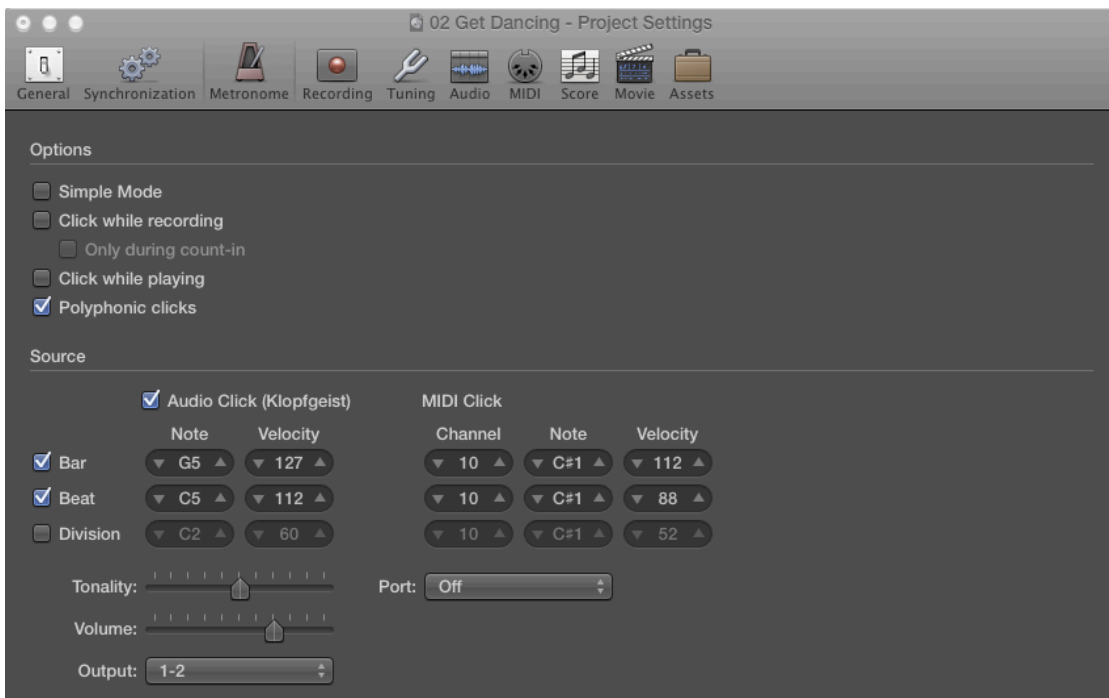 02 Get Dancing - Project Settings
General Synchronization Metronome Recording Tuning Audio MIDI Score Movie Assets
Options
Simple Mode
Click while recording
Only during count-in
Click while playing
Polyphonic clicks
Source
Audio Click (Klopfgeist) MIDI Click
Note Velocity Channel Note Velocity
Bar G5 127 10 C♯1 112
Beat C5 112 10 C♯1 88
Division C2 60 10 C♯1 52
Tonality: Port: Off
Volume:
Output: 1-2